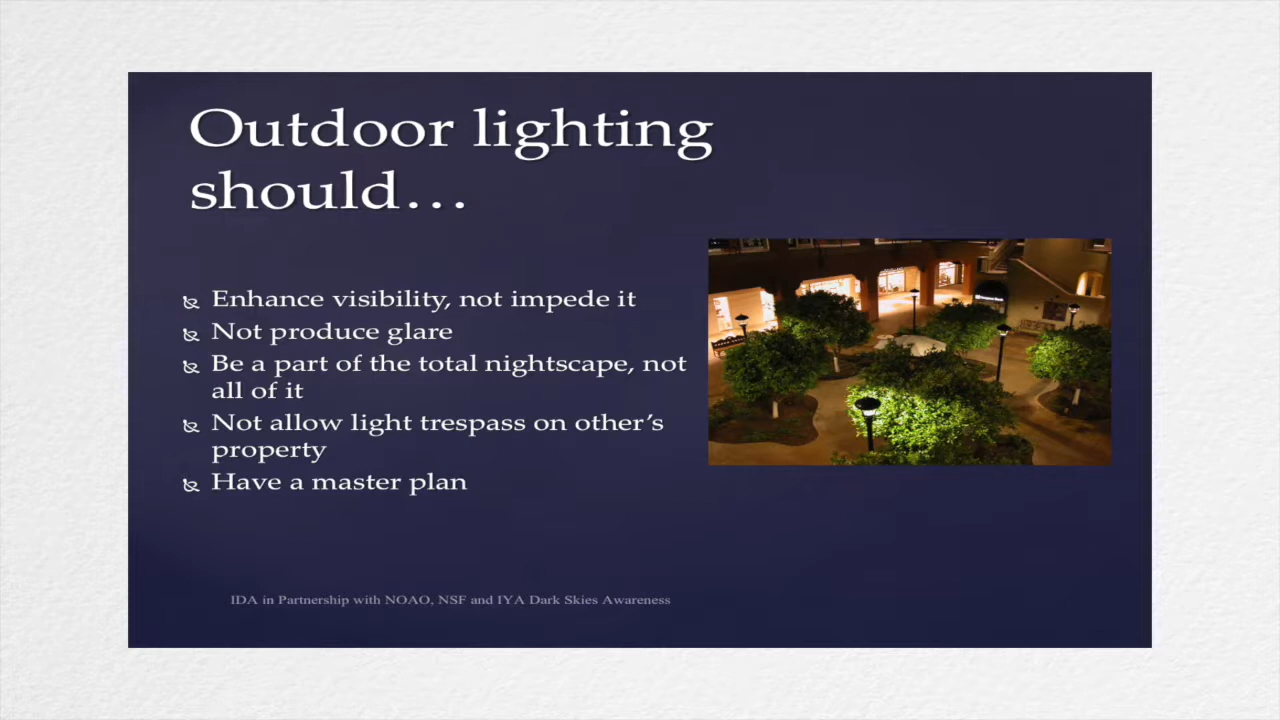 Outdoor lighting
should…
Enhance visibility, not impede it
Not produce glare
Be a part of the total nightscape, not
all of it
Not allow light trespass on other’s
property
Have a master plan
IDA in Partnership with NOAO, NSF and IYA Dark Skies Awareness